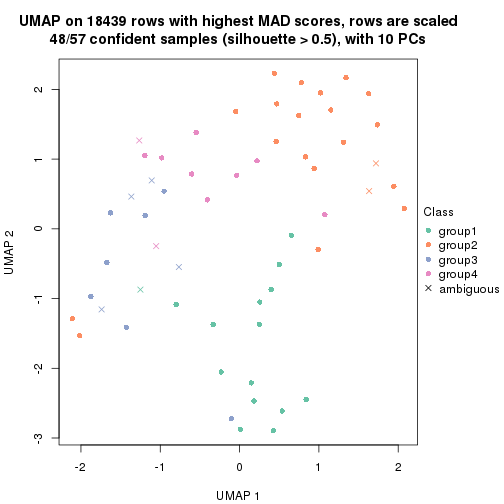 UMAP on 18439 rows with highest MAD scores, rows are scaled
48/57 confident samples (silhouette > 0.5), with 10 PCs
2
1
0
-1
-2
-3
UMAP 2
-2
-1
0
1
2
UMAP 1
Class
group1
group2
group3
group4
ambiguous